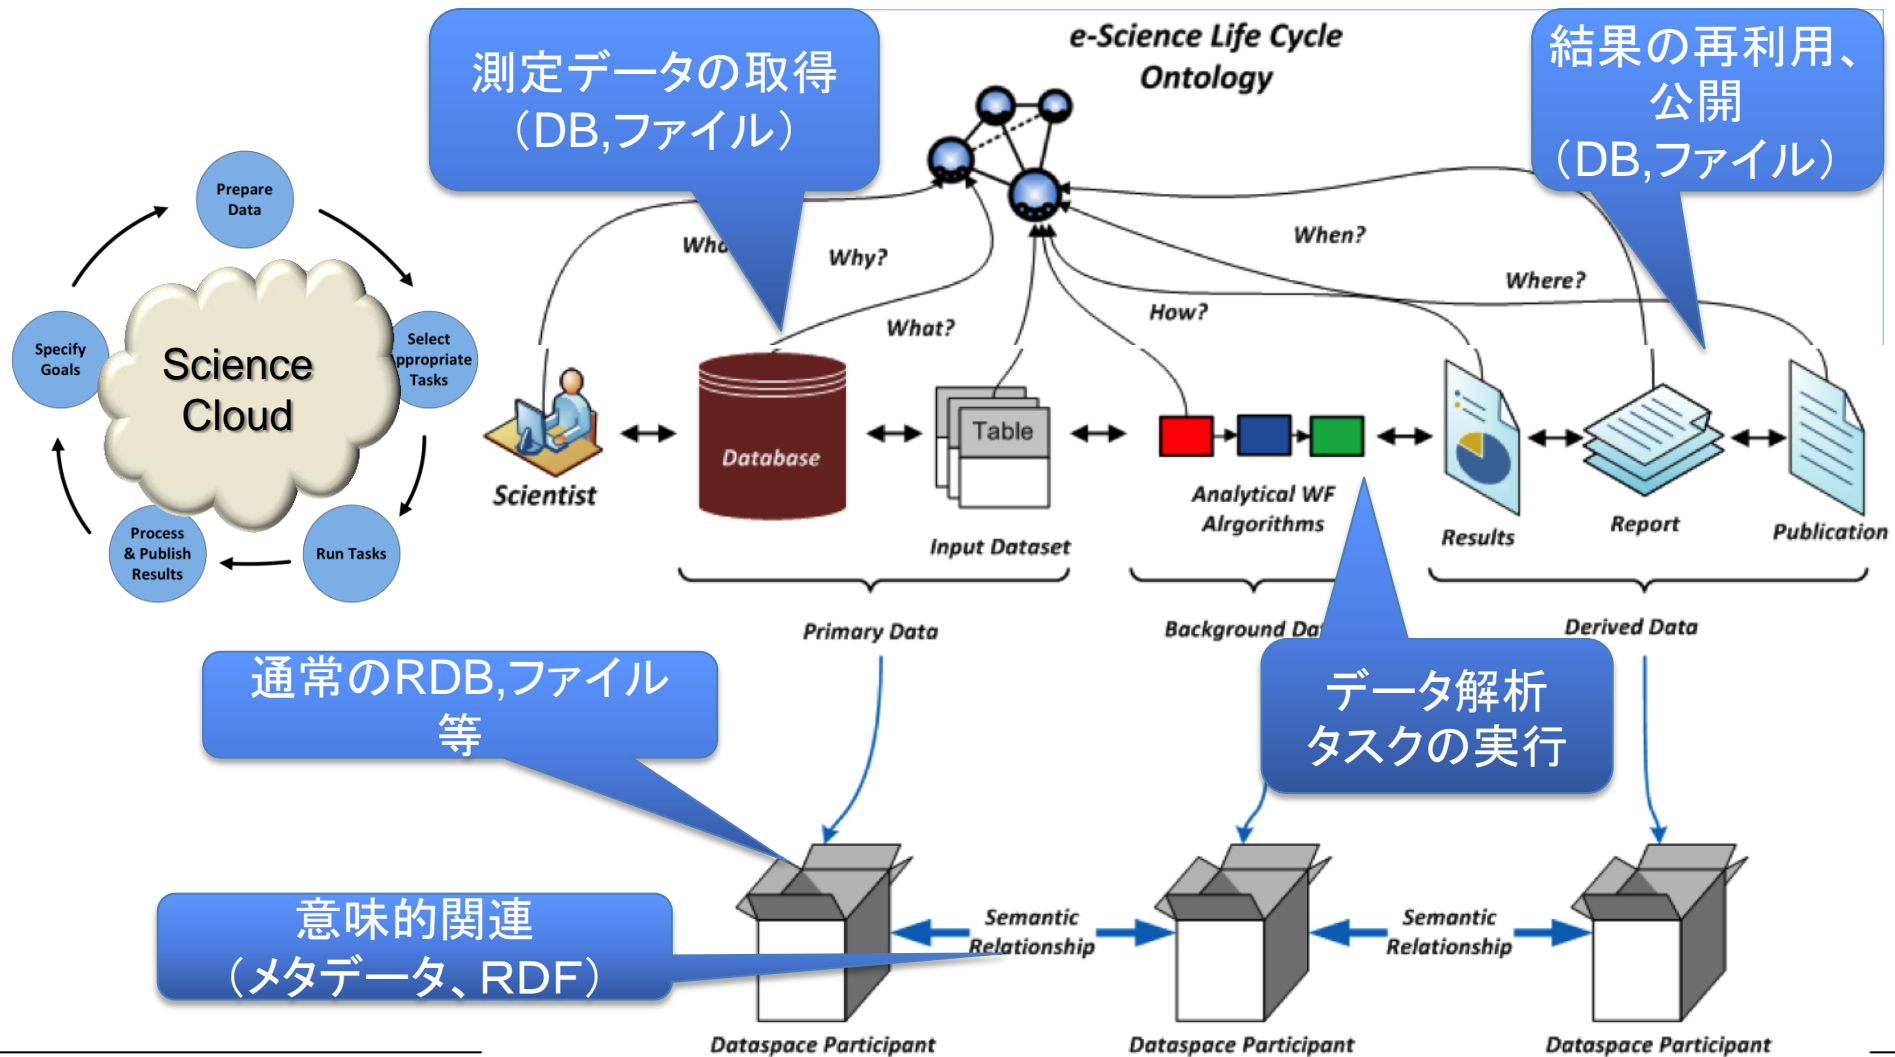 e-Science Life Cycle
Ontology
測定データの取得
（DB,ファイル）
結果の再利用、
公開
（DB,ファイル）
Prepare
Data
Select
ppropriate
Tasks
Run Tasks
Process
& Publish
Results
Specify
Goals
Science
Cloud
Why?
What?
How?
When?
Where?
Scientist
Database
Table
Input Dataset
Analytical WF
Alrgorithms
Results
Report
Publication
Primary Data
Background Da
Derived Data
通常のRDB,ファイル
等
データ解析
タスクの実行
意味的関連
（メタデータ、RDF）
Semantic
Relationship
Semantic
Relationship
Dataspace Participant
Dataspace Participant
Dataspace Participant